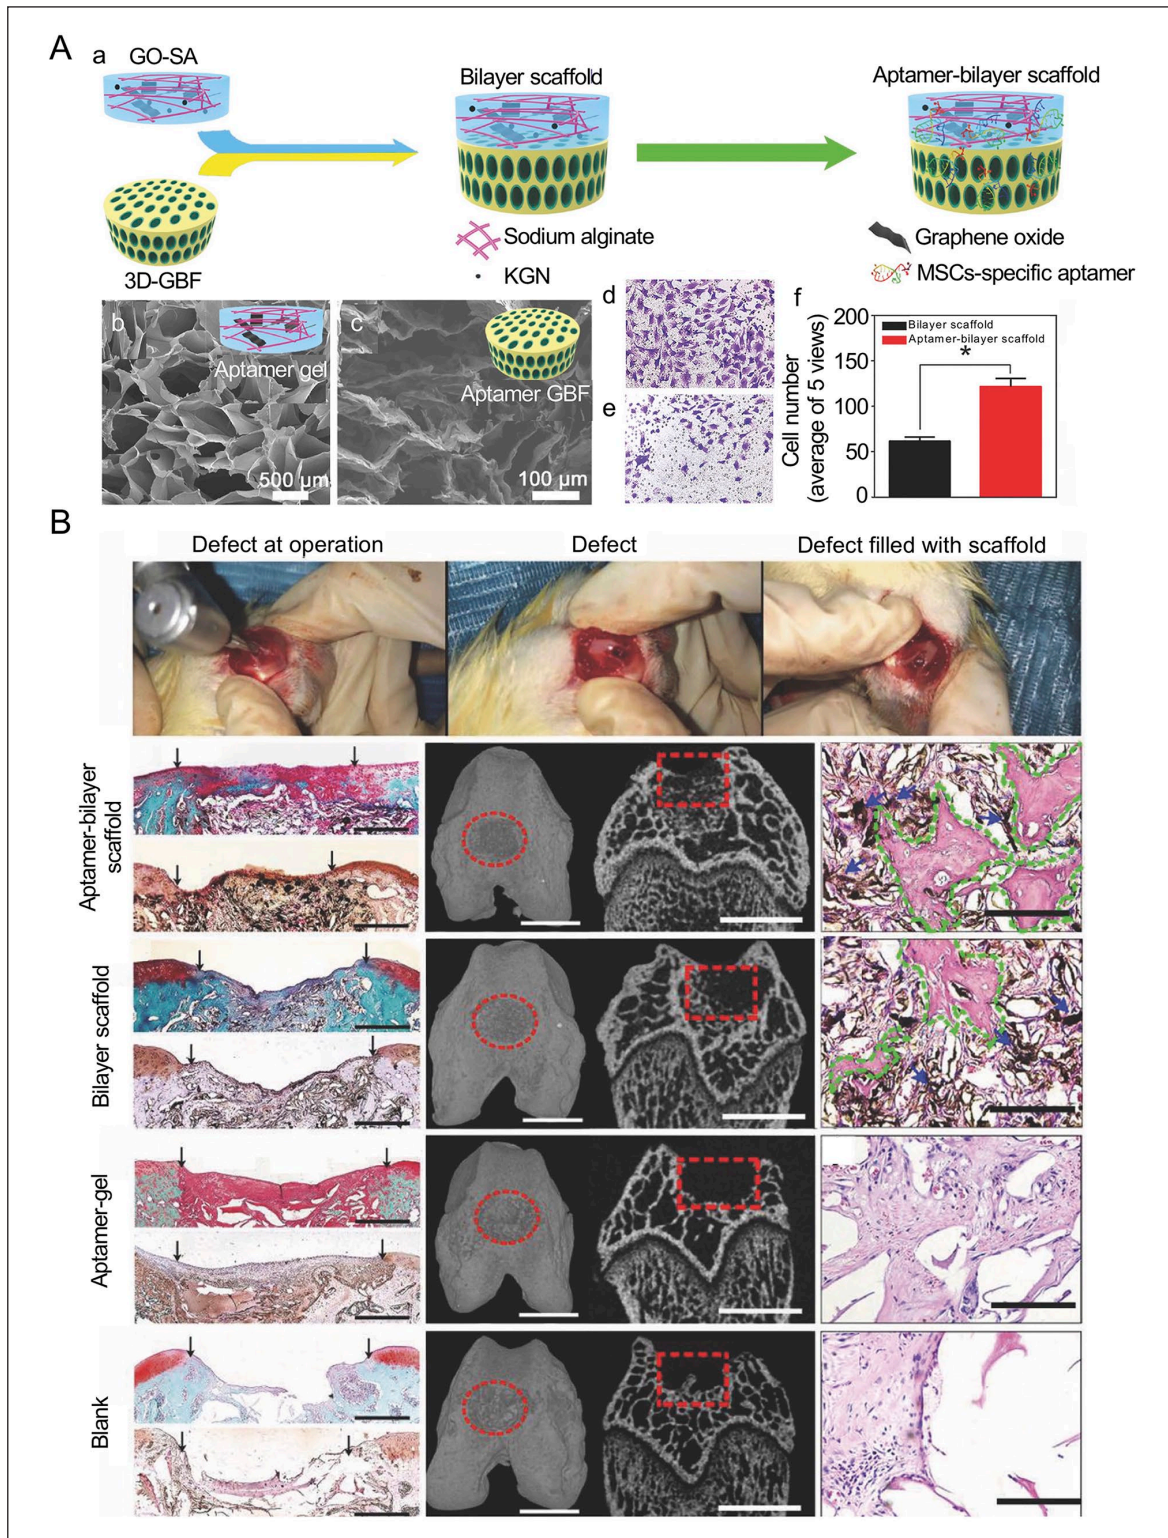 A
a
GO-SA
Bilayer scaffold
Aptamer-bilayer scaffold
3D-GBF
Sodium alginate
KGN
Graphene oxide
MSCs-specific aptamer
b
Aptamer gel
500 μm
c
Aptamer GBF
100 μm
d
e
f
Cell number
(average of 5 views)
200
150
100
50
0
Bilayer scaffold
Aptamer-bilayer scaffold
*
B
Defect at operation
Defect
Defect filled with scaffold
Aptamer-bilayer
scaffold
Bilayer scaffold
Aptamer-gel
Blank